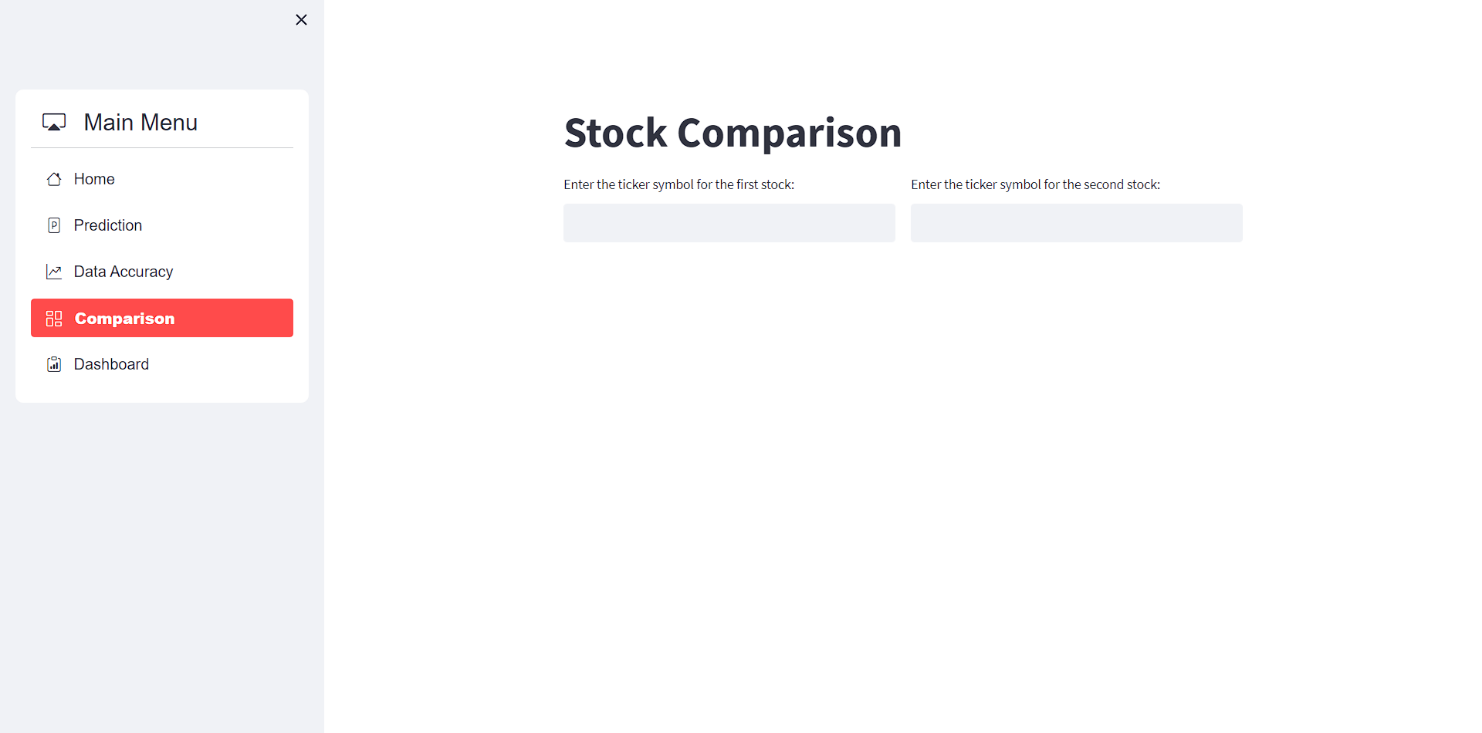 Main Menu
Home
Prediction
Data Accuracy
Comparison
Dashboard
Stock Comparison
Enter the ticker symbol for the first stock:
Enter the ticker symbol for the second stock: